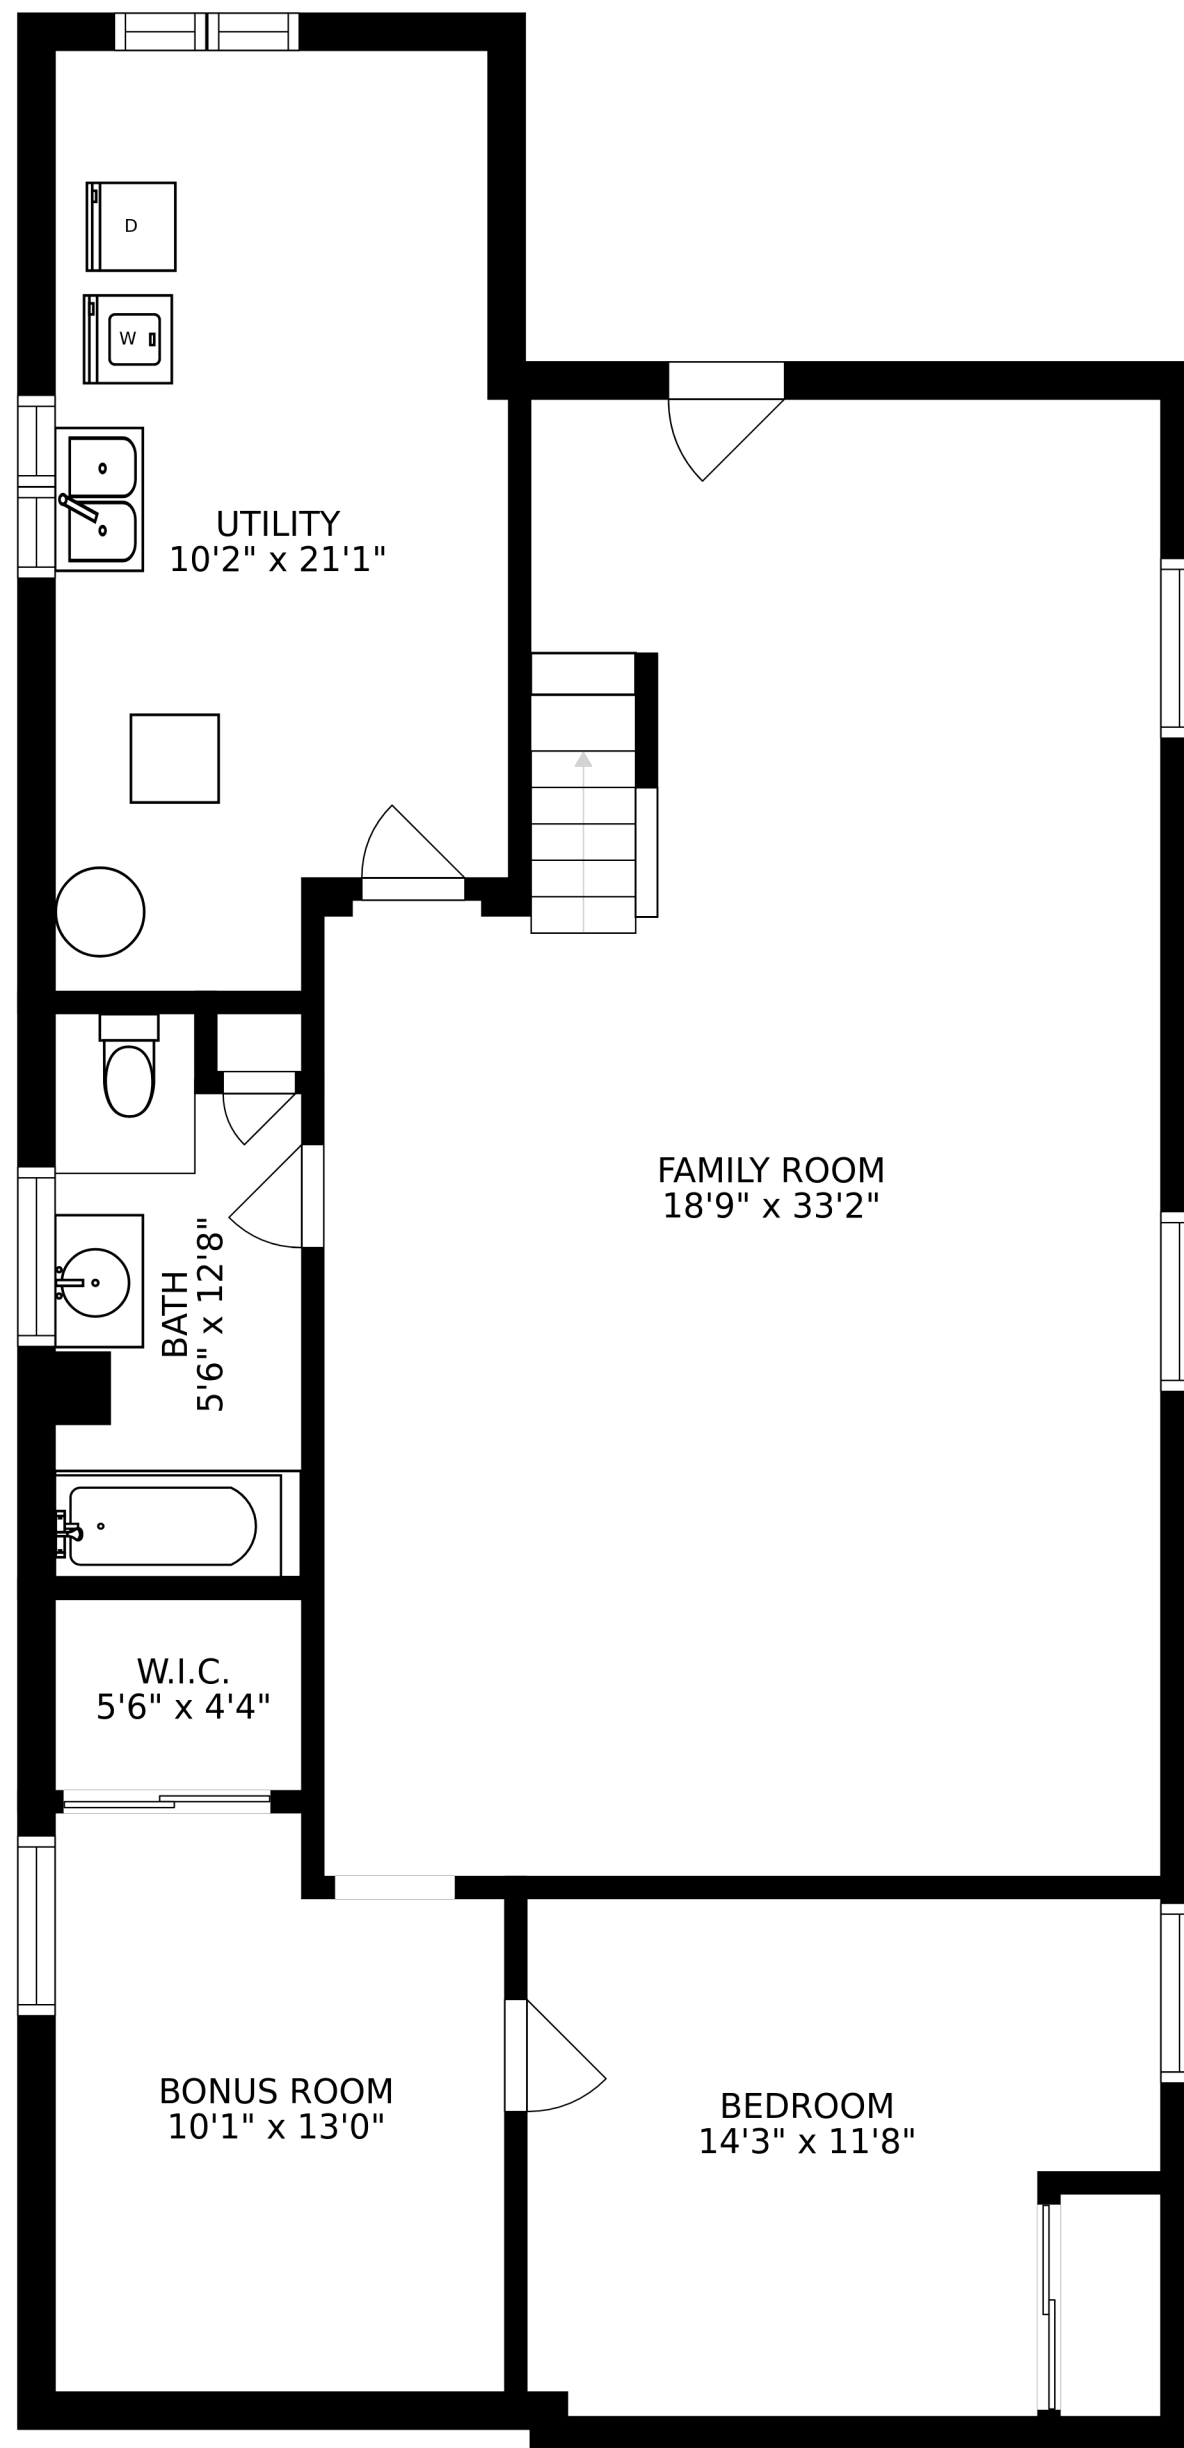 D
W
UTILITY
10'2" x 21'1"
FAMILY ROOM
18'9" x 33'2"
BATH
5'6" x 12'8"
W.I.C.
5'6" x 4'4"
BONUS ROOM
10'1" x 13'0"
BEDROOM
14'3" x 11'8"